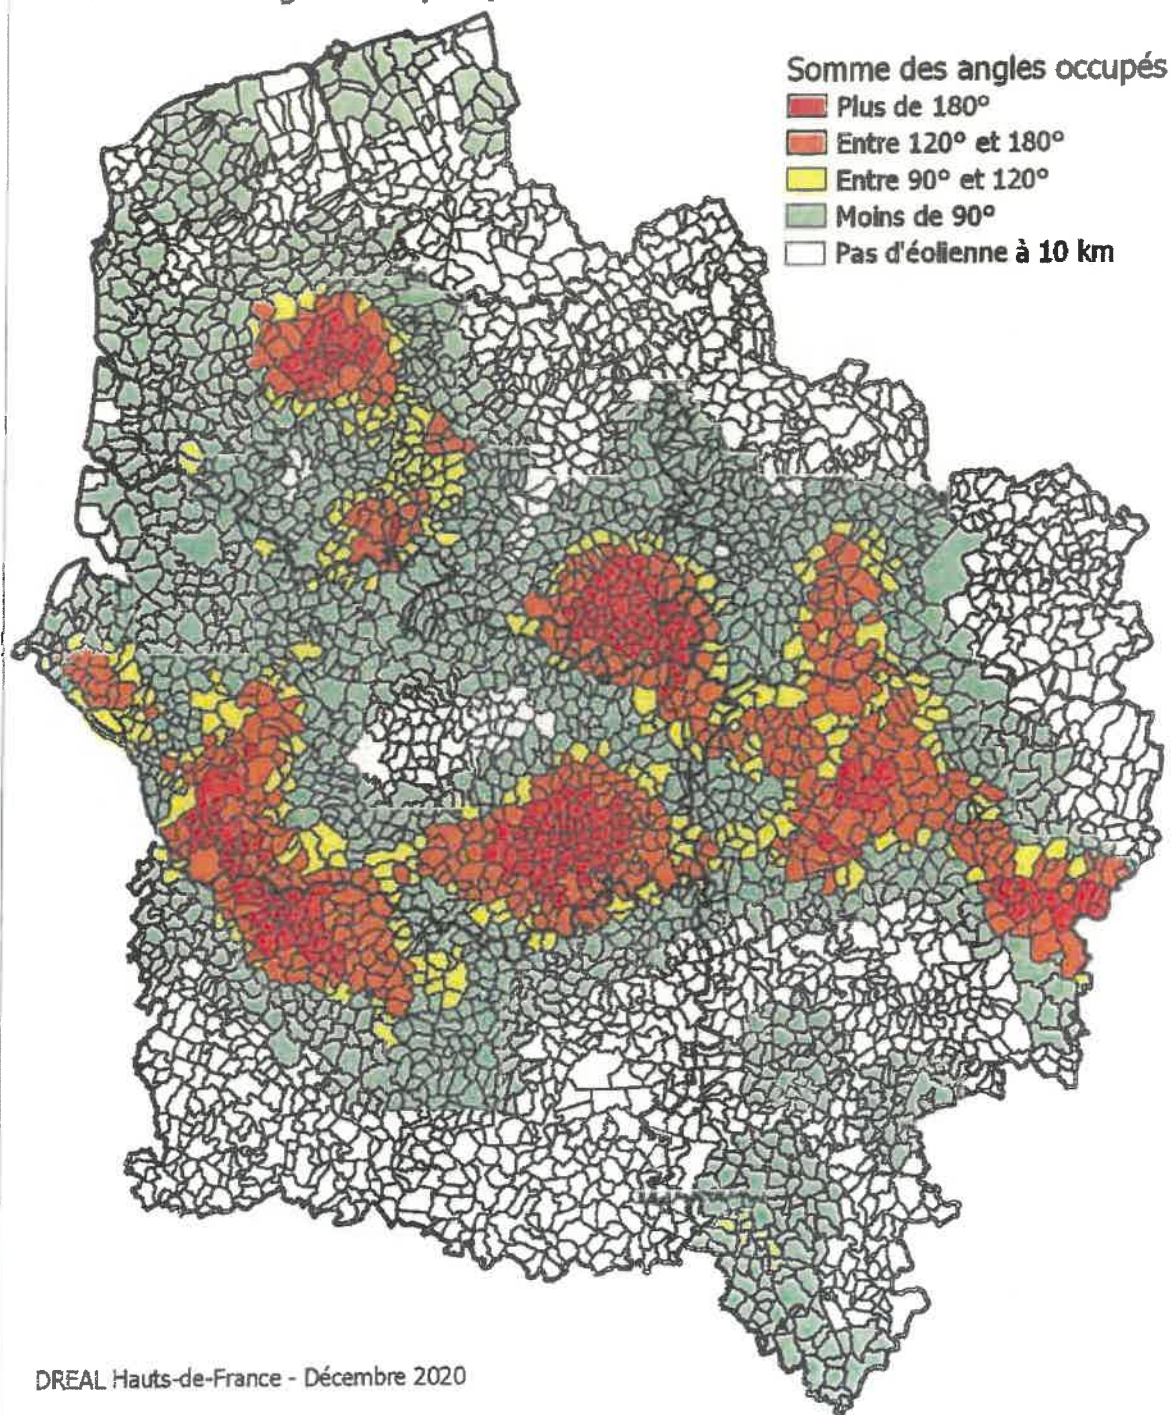 Somme des angles occupés
Plus de 180°
Entre 120° et 180°
Entre 90° et 120°
Moins de 90°
Pas d'éolienne à 10 km
DREAL Hauts-de-France - Décembre 2020